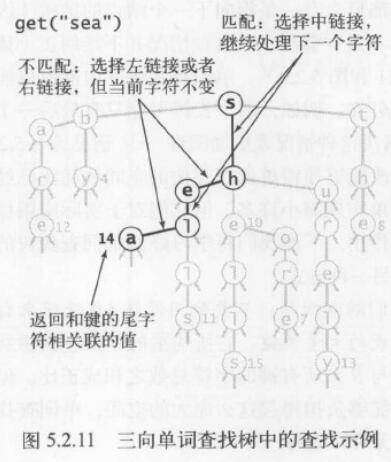 get("sea")
匹配：选择中链接，
继续处理下一个字符
不匹配：选择左链接或者
右链接，但当前字符不变
s
a
b
t
h
e
u
r
a
l
e 10
o
r
e 8
14
e 12
l
l
r
e
s 11
l
e 7
l
s 15
y 13
返回和键的尾字
符相关联的值
图 5.2.11 三向单词查找树中的查找示例